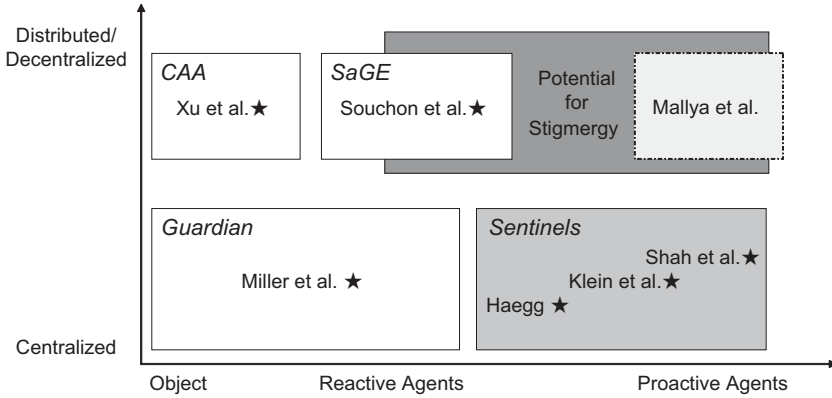 Distributed/
Decentralized
CAA
Xu et al.★
SaGE
Souchon et al.★
Potential
for
Stigmergy
Mallya et al.
Guardian
Miller et al. ★
Sentinels
Shah et al.★
Klein et al.★
Haegg ★
Centralized
Object
Reactive Agents
Proactive Agents